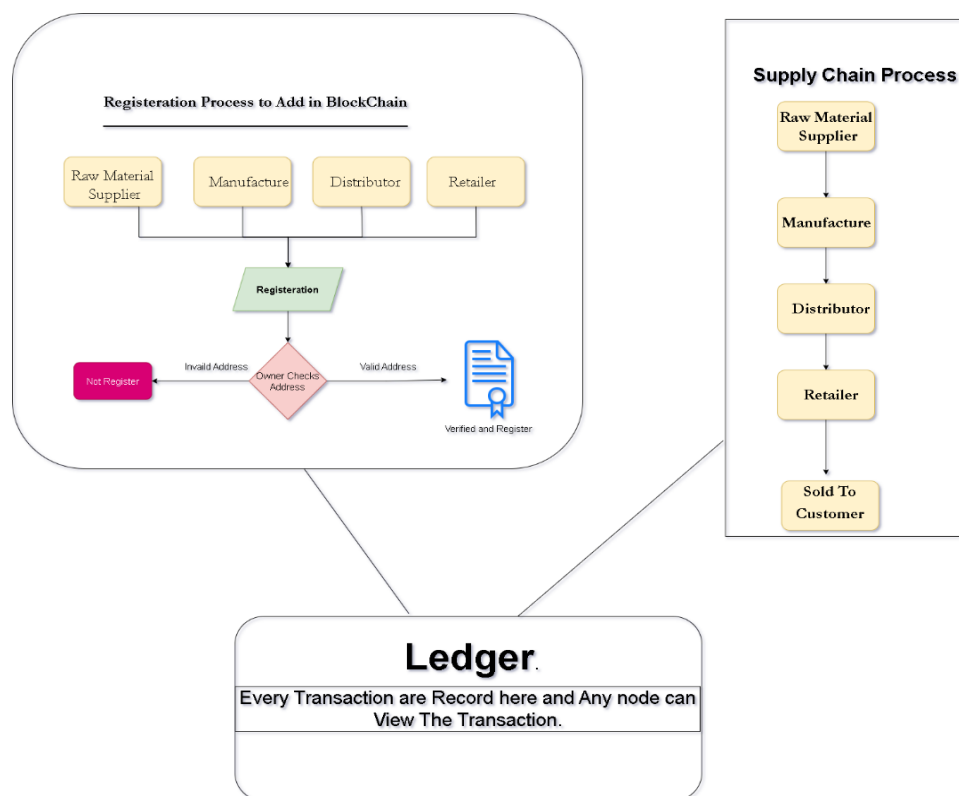 Registeration Process to Add in BlockChain
Raw Material
Supplier
Manufacture
Distributor
Retailer
Registeration
Invaild Address
Owner Checks
Address
Valid Address
Not Register
Verified and Register
Supply Chain Process
Raw Material
Supplier
Manufacture
Distributor
Retailer
Sold To
Customer
Ledger.
Every Transaction are Record here and Any node can
View The Transaction.